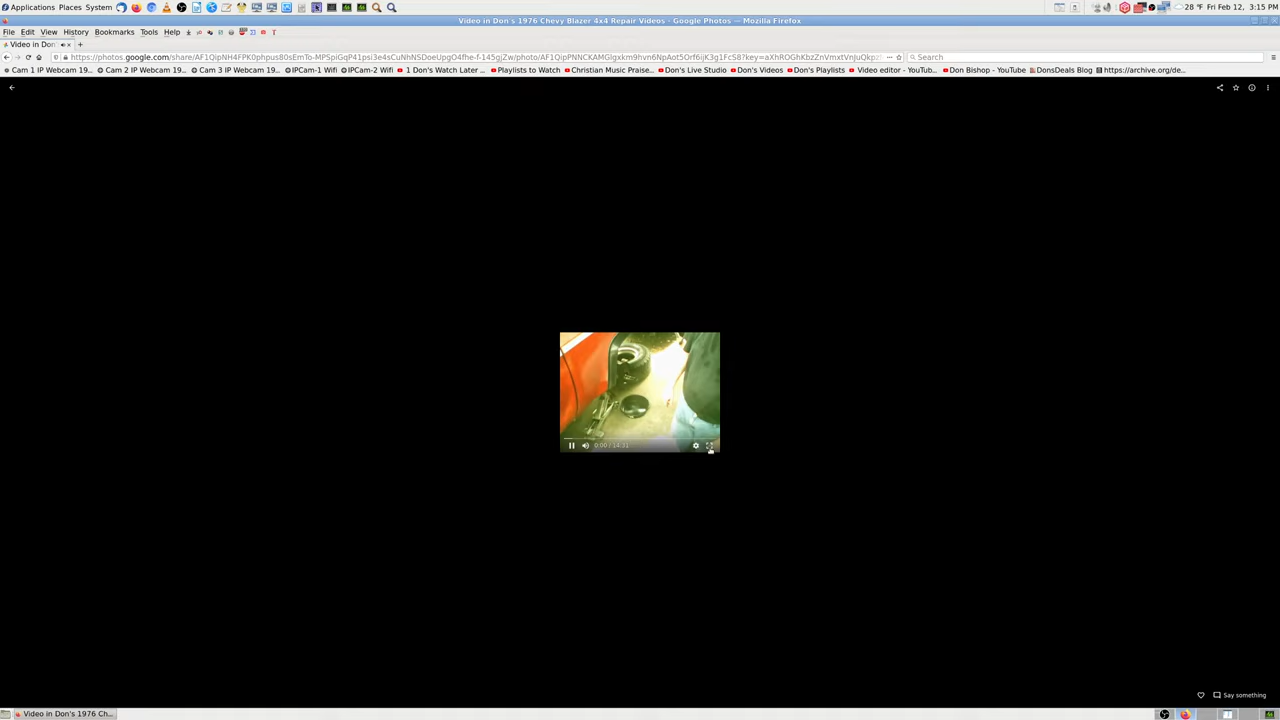 Applications Places System
28 °F Fri Feb 12, 3:15 PM
Video in Don's 1976 Chevy Blazer 4x4 Repair Videos - Google Photos — Mozilla Firefox
File Edit View History Bookmarks Tools Help
Video in Don
Search
Cam 1 IP Webcam 19... Cam 2 IP Webcam 19... Cam 3 IP Webcam 19... IPCam-1 Wifi IPCam-2 Wifi 1 Don's Watch Later ... Playlists to Watch Christian Music Praise... Don's Live Studio Don's Videos Don's Playlists Video editor - YouTub... Don Bishop - YouTube DonsDeals Blog https://archive.org/de...
0:00 / 14:31
Say something
Video in Don's 1976 Ch...